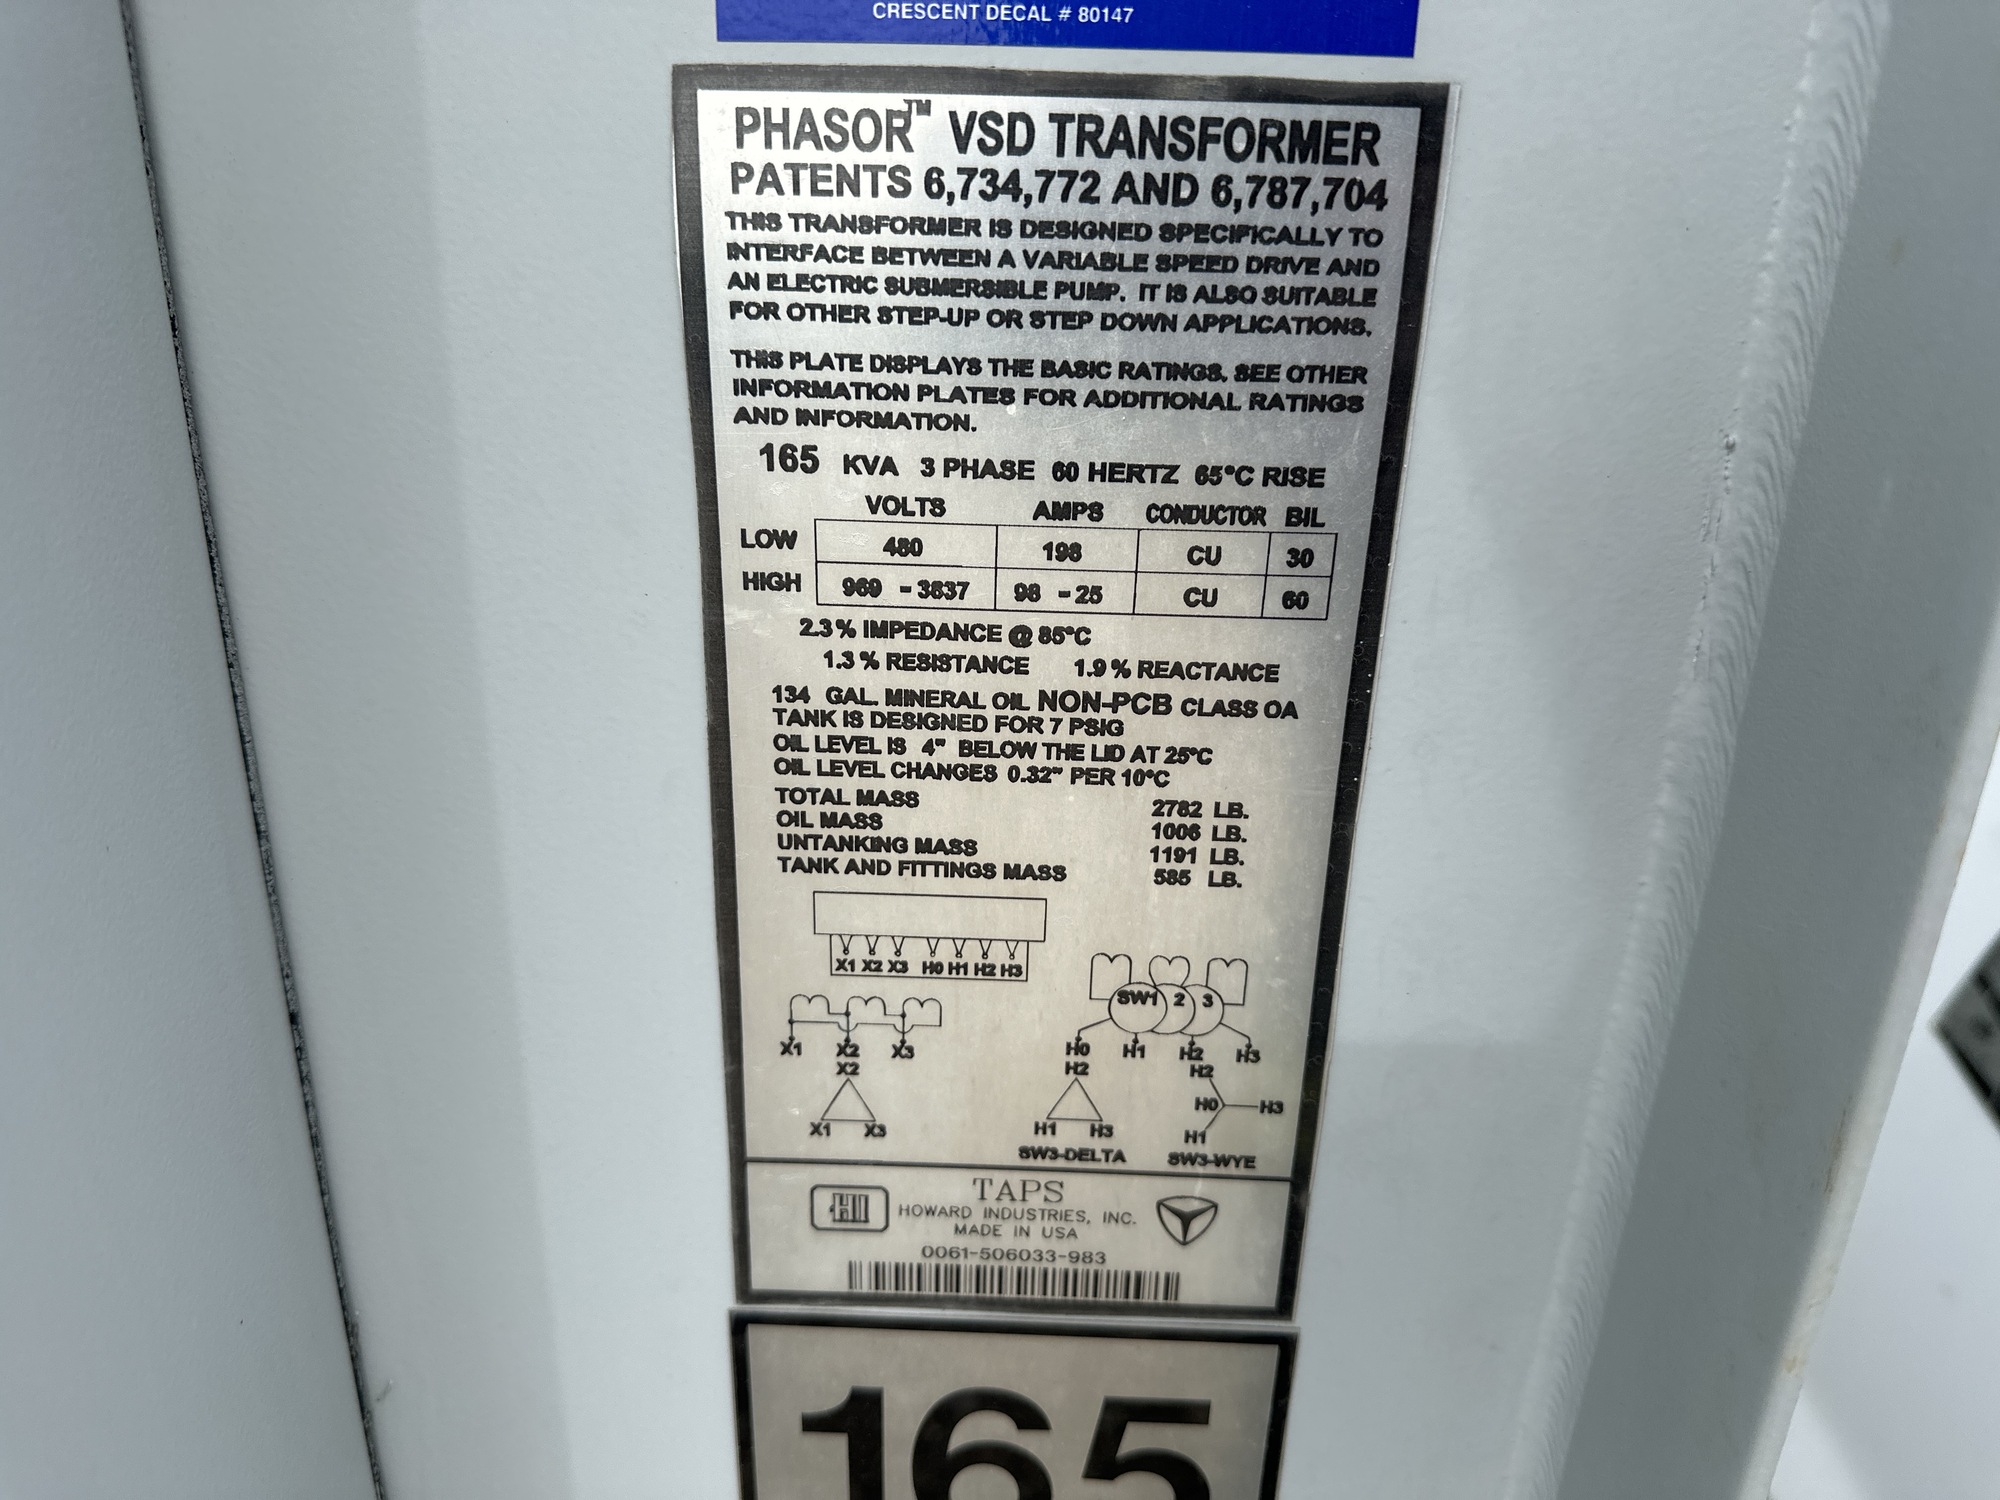 CRESCENT DECAL # 80147
PHASOR™ VSD TRANSFORMER
PATENTS 6,734,772 AND 6,787,704
THIS TRANSFORMER IS DESIGNED SPECIFICALLY TO
INTERFACE BETWEEN A VARIABLE SPEED DRIVE AND
AN ELECTRIC SUBMERSIBLE PUMP. IT IS ALSO SUITABLE
FOR OTHER STEP-UP OR STEP DOWN APPLICATIONS.
THIS PLATE DISPLAYS THE BASIC RATINGS. SEE OTHER
INFORMATION PLATES FOR ADDITIONAL RATINGS
AND INFORMATION.
165 KVA 3 PHASE 60 HERTZ 65°C RISE
VOLTS AMPS CONDUCTOR BIL
LOW 480 198 CU 30
HIGH 969 - 3637 98 - 25 CU 60
2.3 % IMPEDANCE @ 85°C
1.3 % RESISTANCE 1.9 % REACTANCE
134 GAL. MINERAL OIL NON-PCB CLASS OA
TANK IS DESIGNED FOR 7 PSIG
OIL LEVEL IS 4" BELOW THE LID AT 25°C
OIL LEVEL CHANGES 0.32" PER 10°C
TOTAL MASS 2782 LB.
OIL MASS 1006 LB.
UNTANKING MASS 1191 LB.
TANK AND FITTINGS MASS 585 LB.
X1 X2 X3 H0 H1 H2 H3
SW1 2 3
X1 X2 X3 H0 H1 H2 H3
X2 H2 H2
H0 H3
X1 X3 H1 H3 H1
SW3-DELTA SW3-WYE
TAPS
HI HOWARD INDUSTRIES, INC.
MADE IN USA
0061-506033-983
165